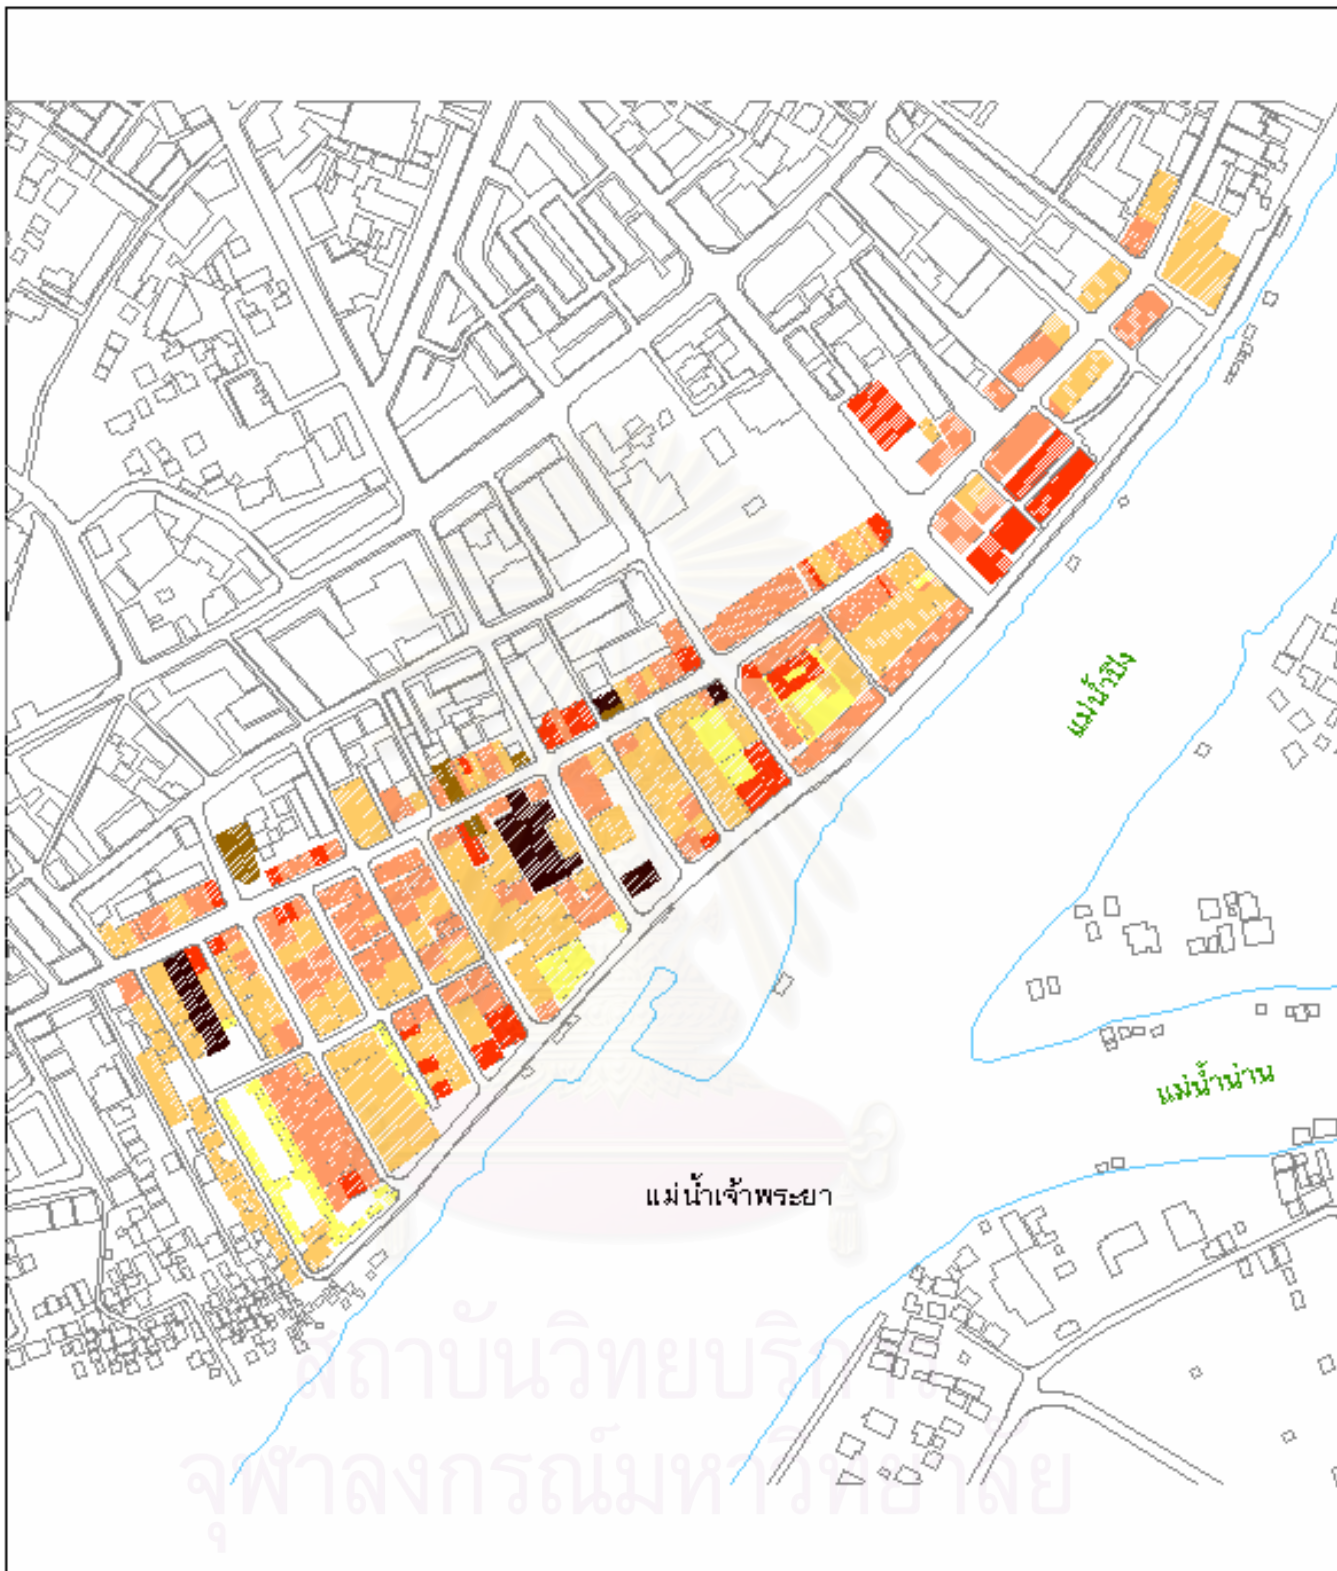 แม่น้ำปิง
แม่น้ำน่าน
แม่น้ำเจ้าพระยา
สถาบันวิทยบริการ
จุฬาลงกรณ์มหาวิทยาลัย